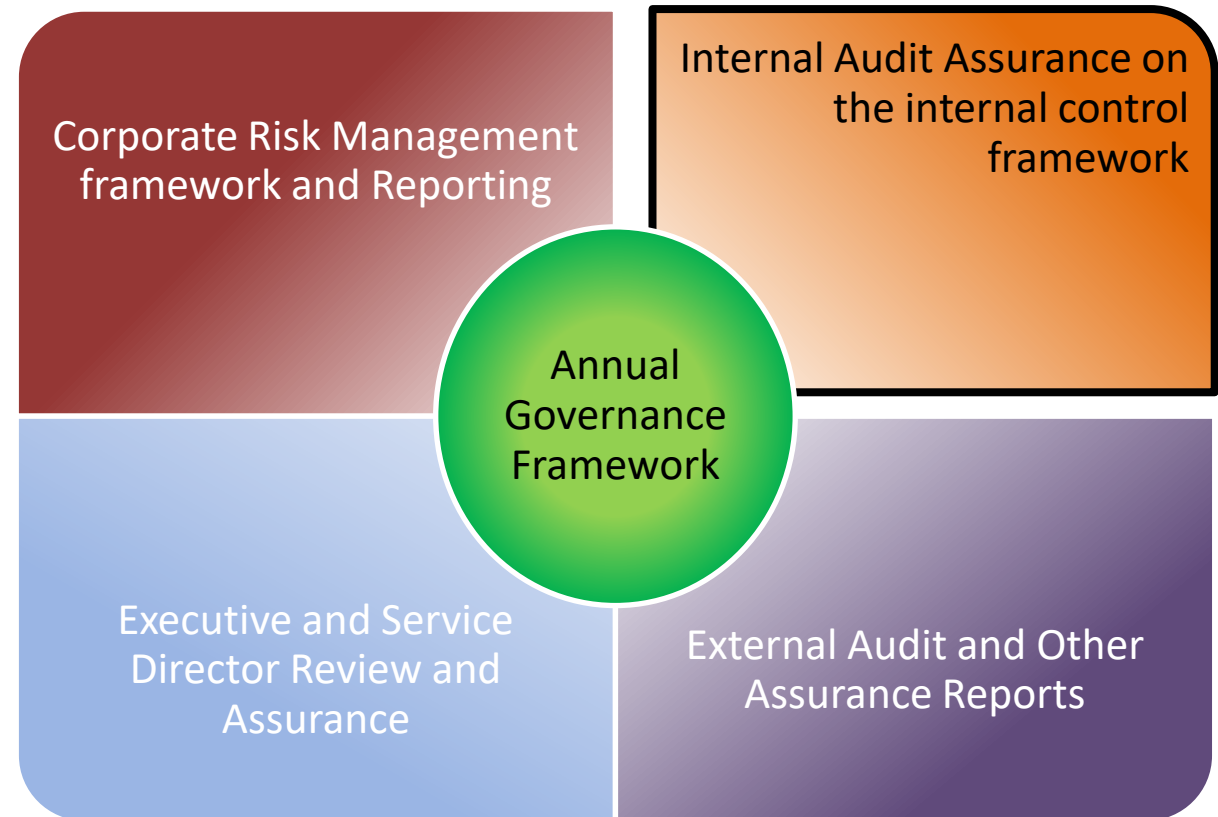 Corporate Risk Management
framework and Reporting
Internal Audit Assurance on
the internal control
framework
Annual
Governance
Framework
Executive and Service
Director Review and
Assurance
External Audit and Other
Assurance Reports